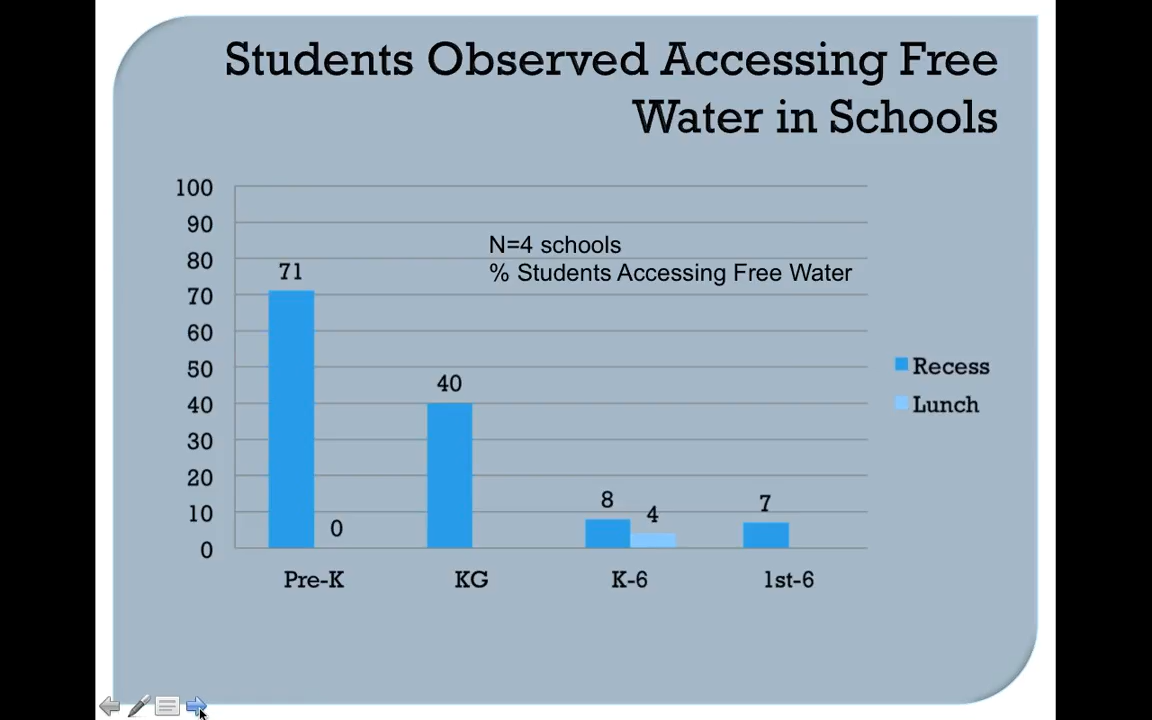 Students Observed Accessing Free
Water in Schools
100
90
80
70
60
50
40
30
20
10
0
N=4 schools
% Students Accessing Free Water
71
0
40
8
4
7
Pre-K
KG
K-6
1st-6
Recess
Lunch